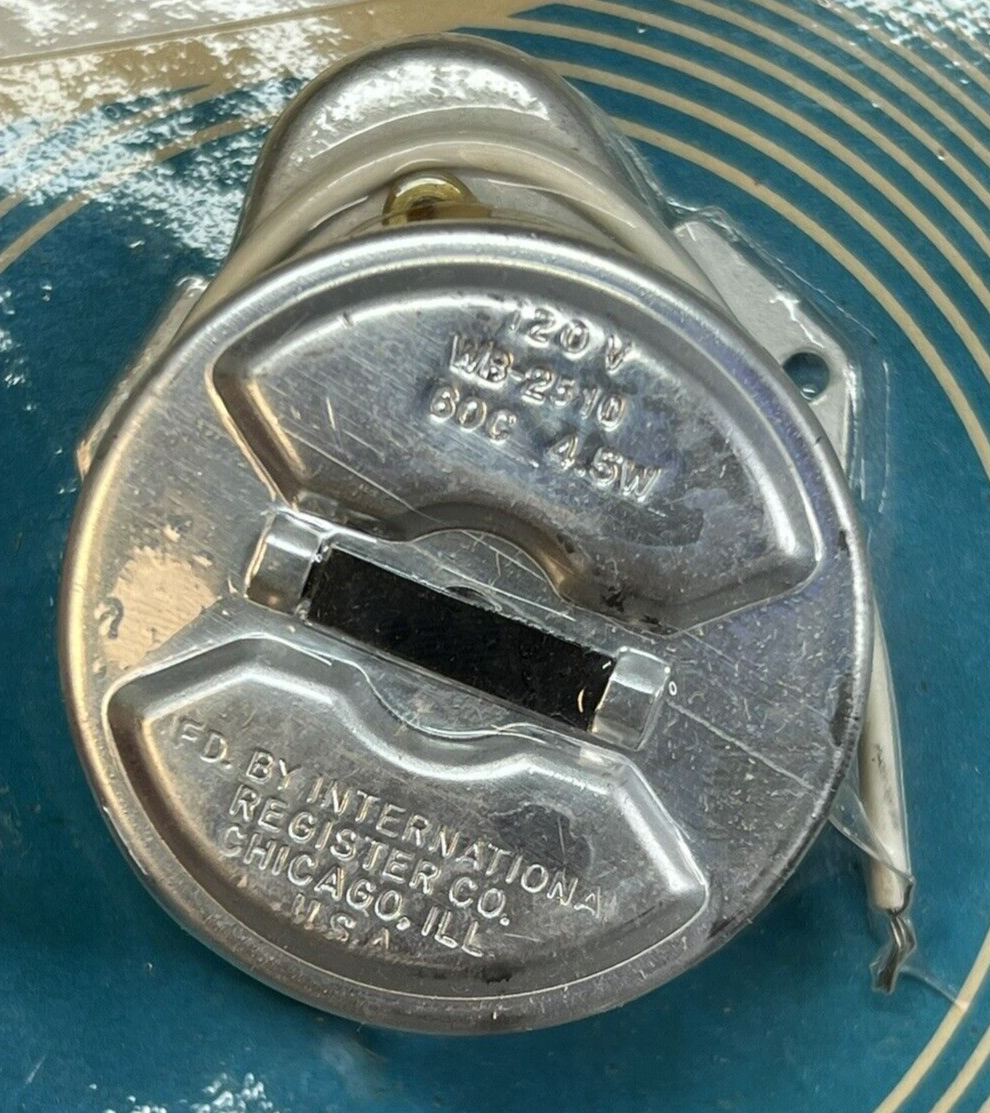 120 V
WB-2510
60C 4.5W
FD. BY INTERNATIONA
REGISTER CO.
CHICAGO, ILL
U.S.A